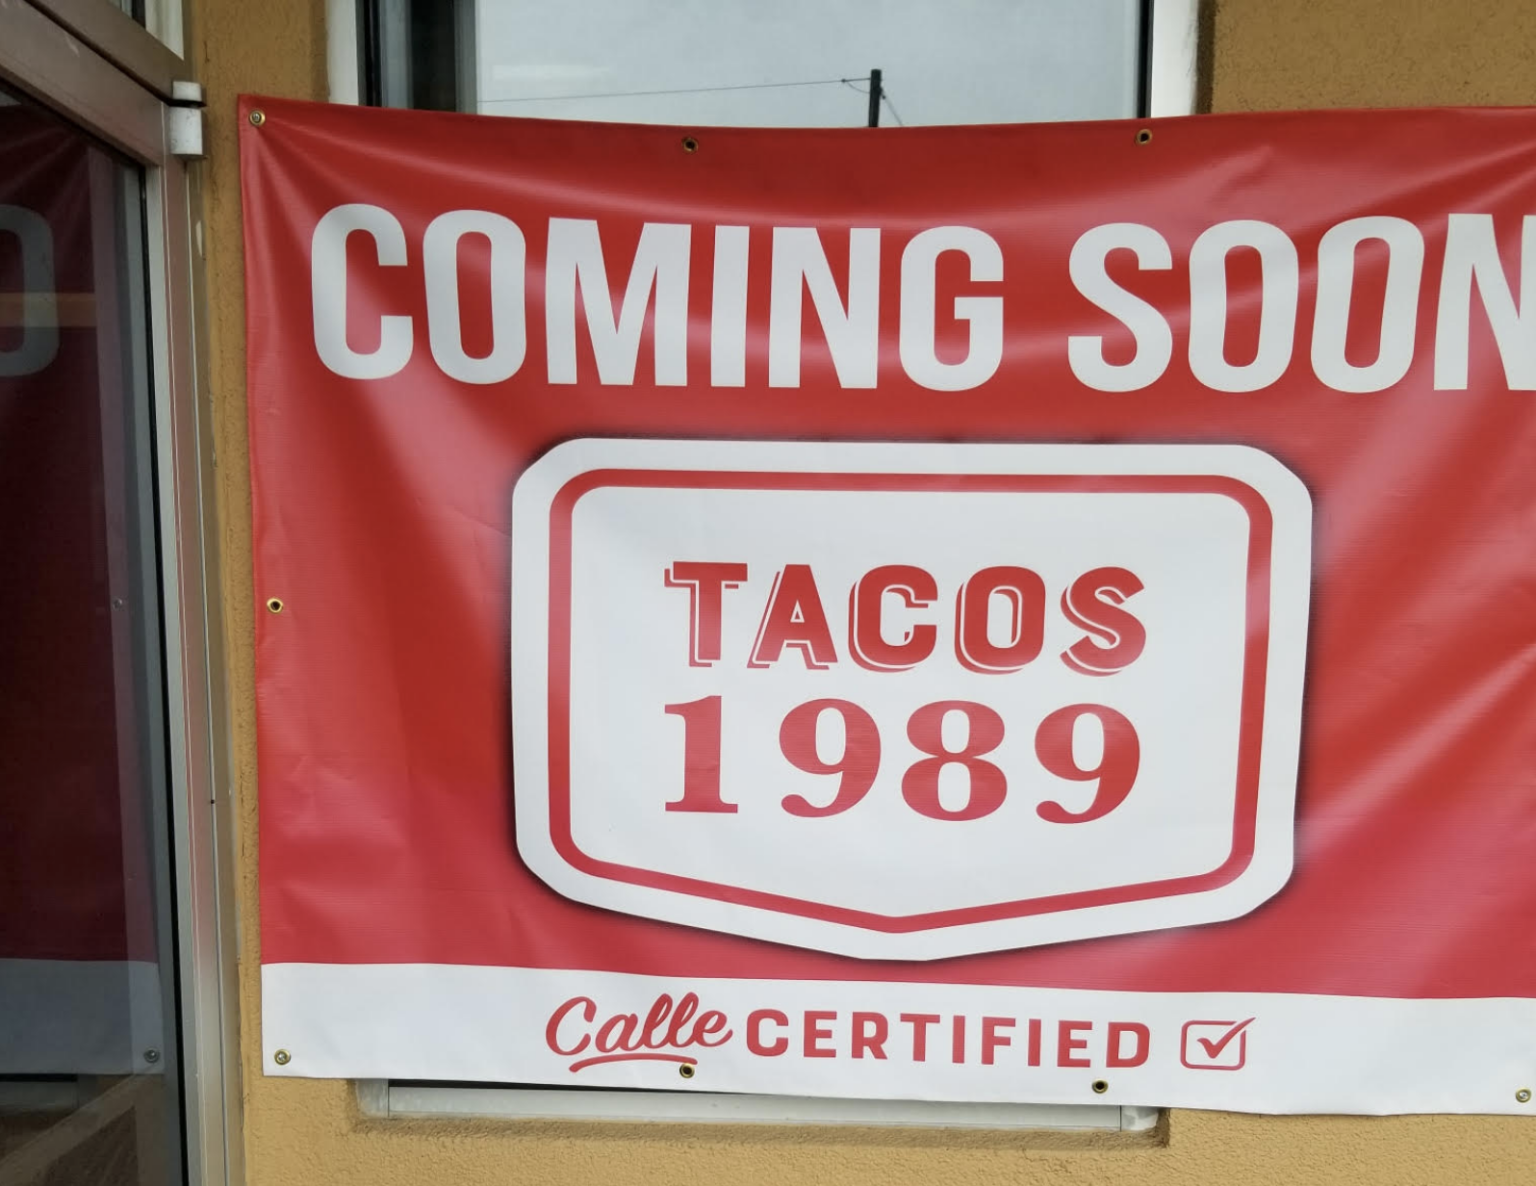 COMING SOON
TACOS
1989
Calle CERTIFIED